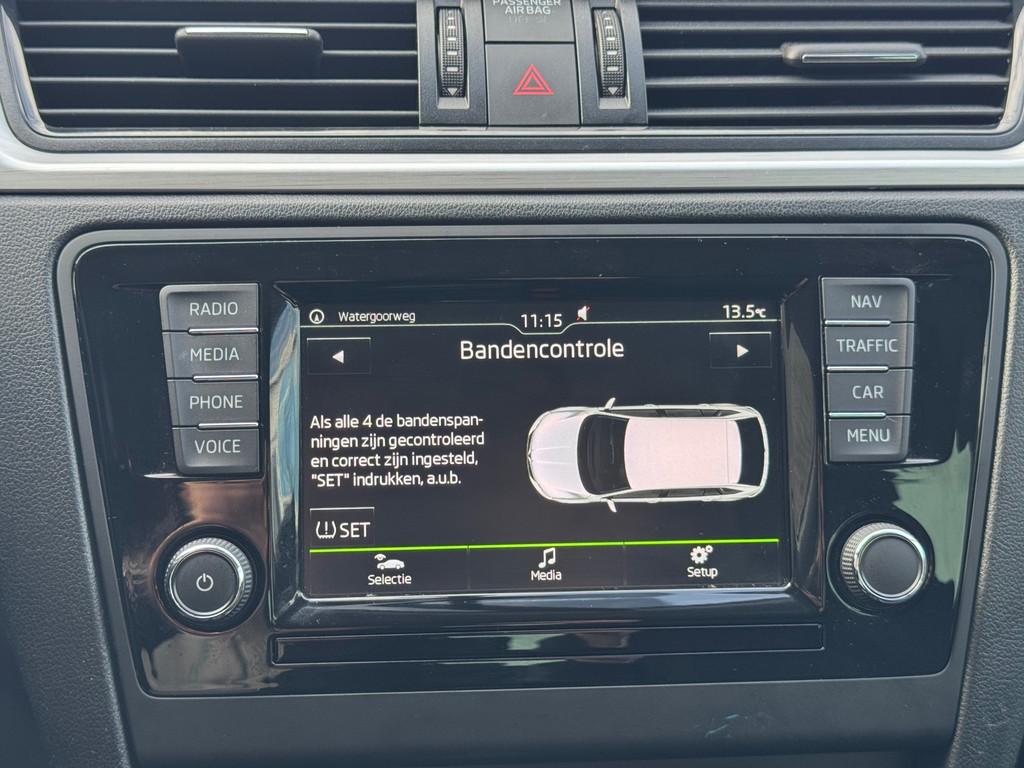 PASSENGER
AIR BAG
OFF
RADIO
MEDIA
PHONE
VOICE
Watergoorweg
11:15
13.5°C
Bandencontrole
Als alle 4 de bandenspan-
ningen zijn gecontroleerd
en correct zijn ingesteld,
"SET" indrukken, a.u.b.
SET
Selectie
Media
Setup
NAV
TRAFFIC
CAR
MENU